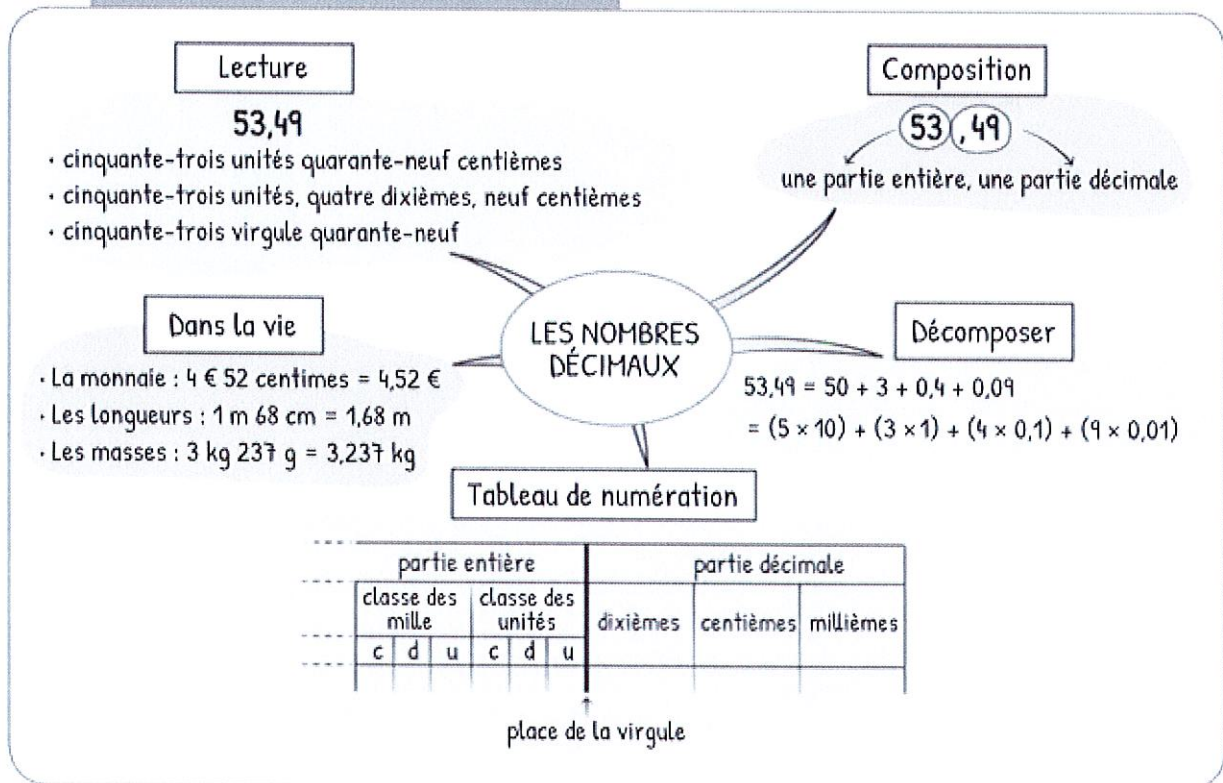 Lecture
53,49
• cinquante-trois unités quarante-neuf centièmes
• cinquante-trois unités, quatre dixièmes, neuf centièmes
• cinquante-trois virgule quarante-neuf
Composition
53,49
une partie entière, une partie décimale
LES NOMBRES
DÉCIMAUX
Dans la vie
• La monnaie : 4 € 52 centimes = 4,52 €
• Les longueurs : 1 m 68 cm = 1,68 m
• Les masses : 3 kg 237 g = 3,237 kg
Décomposer
53,49 = 50 + 3 + 0,4 + 0,09
= (5 × 10) + (3 × 1) + (4 × 0,1) + (9 × 0,01)
Tableau de numération
partie entière partie décimale
classe des mille classe des unités dixièmes centièmes millièmes
c d u c d u
place de la virgule